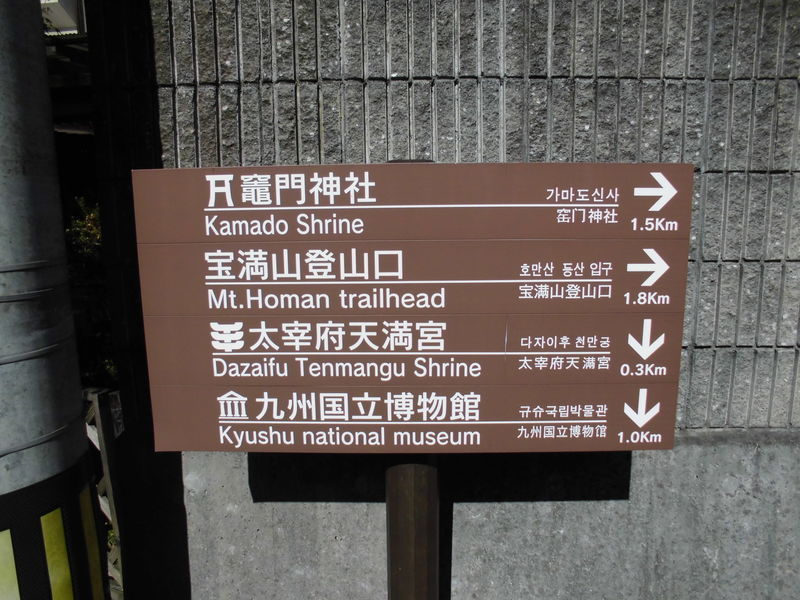 竈門神社 가마도신사
Kamado Shrine 窑门神社 1.5Km
宝満山登山口 호만산 등산 입구
Mt.Homan trailhead 宝満山登山口 1.8Km
太宰府天満宮 다자이후 천만궁
Dazaifu Tenmangu Shrine 太宰府天満宮 0.3Km
九州国立博物館 규슈국립박물관
Kyushu national museum 九州国立博物馆 1.0Km